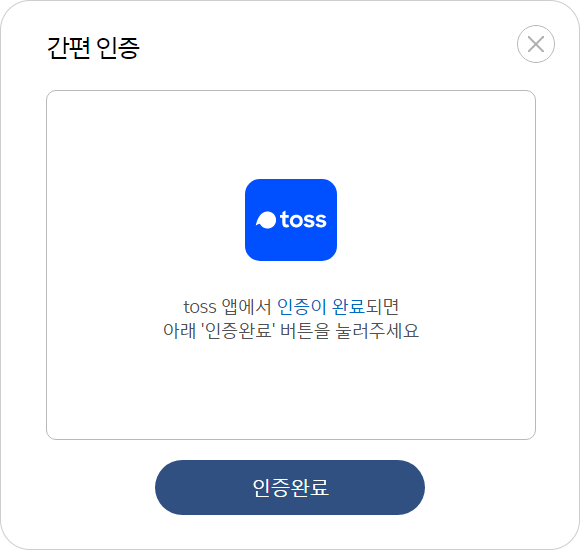 간편 인증
toss
toss 앱에서 인증이 완료되면
아래 '인증완료' 버튼을 눌러주세요
인증완료